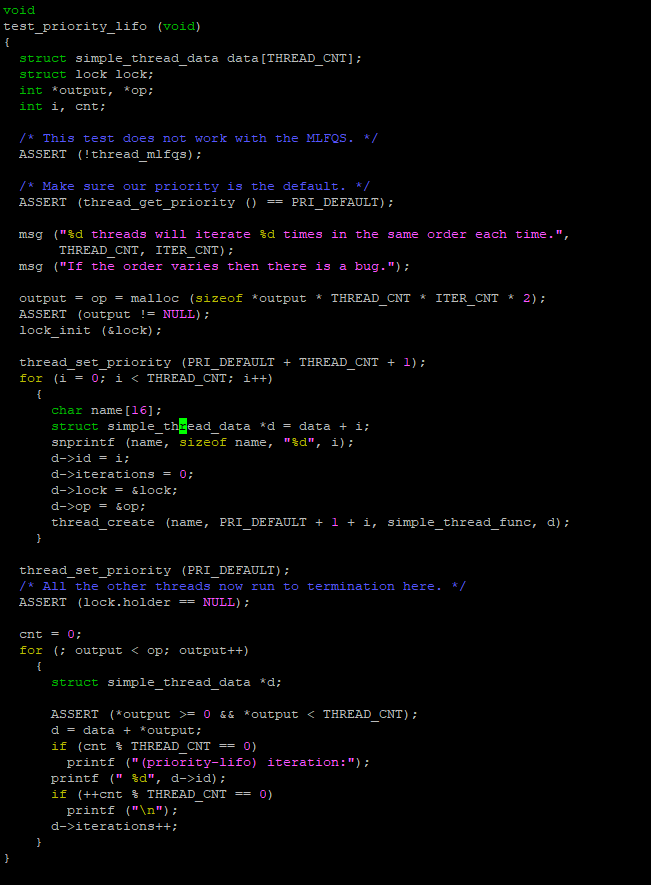 void
test_priority_lifo (void)
{
  struct simple_thread_data data[THREAD_CNT];
  struct lock lock;
  int *output, *op;
  int i, cnt;

  /* This test does not work with the MLFQS. */
  ASSERT (!thread_mlfqs);

  /* Make sure our priority is the default. */
  ASSERT (thread_get_priority () == PRI_DEFAULT);

  msg ("%d threads will iterate %d times in the same order each time.",
       THREAD_CNT, ITER_CNT);
  msg ("If the order varies then there is a bug.");

  output = op = malloc (sizeof *output * THREAD_CNT * ITER_CNT * 2);
  ASSERT (output != NULL);
  lock_init (&lock);

  thread_set_priority (PRI_DEFAULT + THREAD_CNT + 1);
  for (i = 0; i < THREAD_CNT; i++)
    {
      char name[16];
      struct simple_thread_data *d = data + i;
      snprintf (name, sizeof name, "%d", i);
      d->id = i;
      d->iterations = 0;
      d->lock = &lock;
      d->op = &op;
      thread_create (name, PRI_DEFAULT + 1 + i, simple_thread_func, d);
    }

  thread_set_priority (PRI_DEFAULT);
  /* All the other threads now run to termination here. */
  ASSERT (lock.holder == NULL);

  cnt = 0;
  for (; output < op; output++)
    {
      struct simple_thread_data *d;

      ASSERT (*output >= 0 && *output < THREAD_CNT);
      d = data + *output;
      if (cnt % THREAD_CNT == 0)
        printf ("(priority-lifo) iteration:");
      printf (" %d", d->id);
      if (++cnt % THREAD_CNT == 0)
        printf ("\n");
      d->iterations++;
    }
}